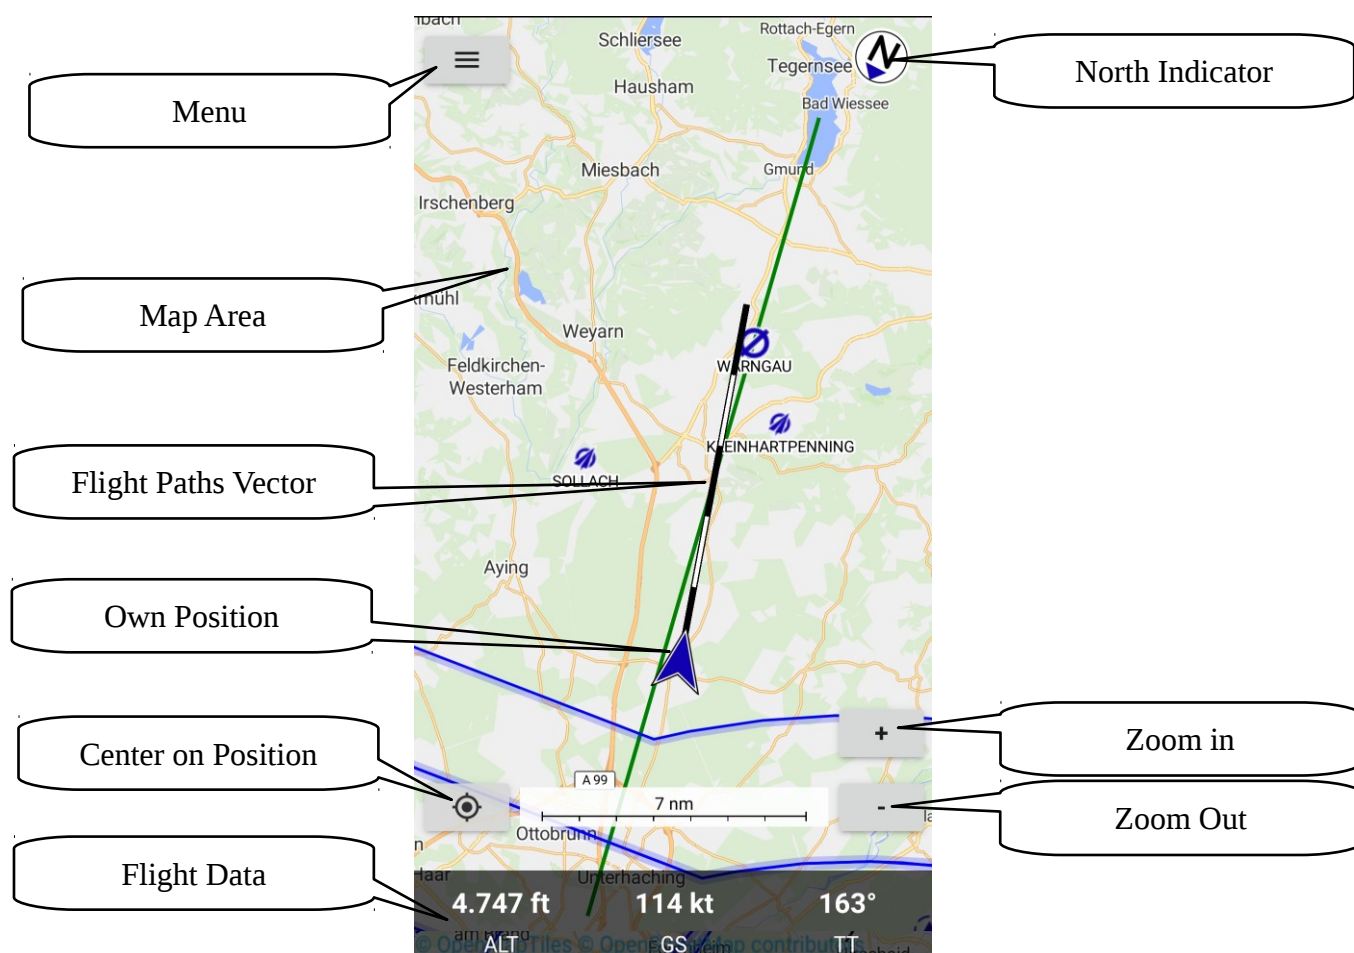 Menu
Map Area
Flight Paths Vector
Own Position
Center on Position
Flight Data
North Indicator
Zoom in
Zoom Out
Schliersee
Rottach-Egern
Tegernsee
N
Hausham
Bad Wiessee
Miesbach
Gmund
Irschenberg
Weyarn
WARNGAU
Feldkirchen-
Westerham
KLEINHARTPENNING
SOLLACH
Aying
+
A 99
7 nm
-
Ottobrunn
Unterhaching
4.747 ft
114 kt
163°
ALT
GS
TT